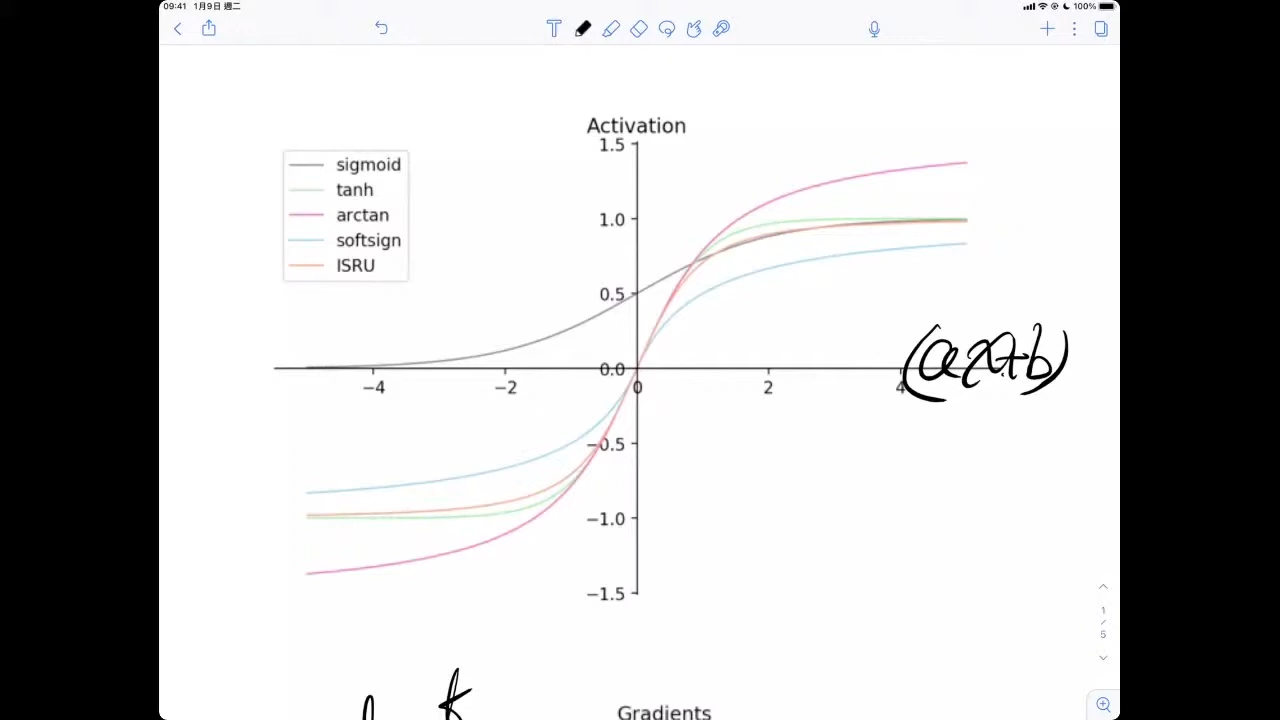 09:41 1月9日 週二
100%
Activation
sigmoid
tanh
arctan
softsign
ISRU
1.5
1.0
0.5
0.0
−0.5
−1.0
−1.5
−4 −2 0 2 4
(ax+b)
1
/
5
k
Gradients